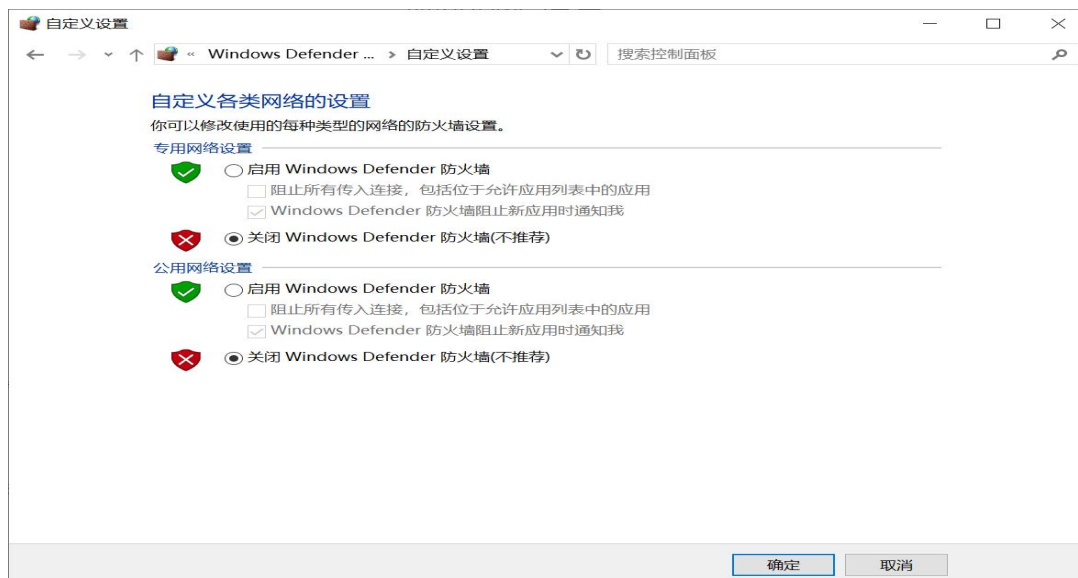 自定义设置
« Windows Defender ... › 自定义设置 搜索控制面板
自定义各类网络的设置
你可以修改使用的每种类型的网络的防火墙设置。
专用网络设置
启用 Windows Defender 防火墙
阻止所有传入连接，包括位于允许应用列表中的应用
Windows Defender 防火墙阻止新应用时通知我
关闭 Windows Defender 防火墙(不推荐)
公用网络设置
启用 Windows Defender 防火墙
阻止所有传入连接，包括位于允许应用列表中的应用
Windows Defender 防火墙阻止新应用时通知我
关闭 Windows Defender 防火墙(不推荐)
确定 取消